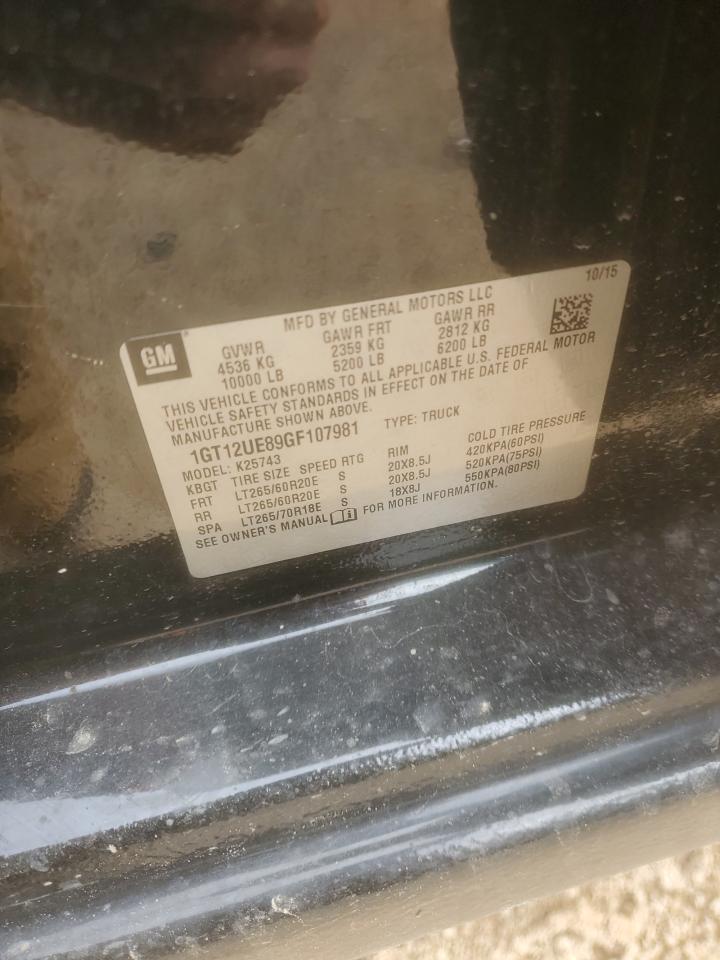 10/15
GM
MFD BY GENERAL MOTORS LLC
GVWR GAWR FRT GAWR RR
4536 KG 2359 KG 2812 KG
10000 LB 5200 LB 6200 LB
THIS VEHICLE CONFORMS TO ALL APPLICABLE U.S. FEDERAL MOTOR
VEHICLE SAFETY STANDARDS IN EFFECT ON THE DATE OF
MANUFACTURE SHOWN ABOVE.
1GT12UE89GF107981 TYPE: TRUCK
MODEL: K25743
KBGT TIRE SIZE SPEED RTG RIM COLD TIRE PRESSURE
FRT LT265/60R20E S 20X8.5J 420KPA(60PSI)
RR LT265/60R20E S 20X8.5J 520KPA(75PSI)
SPA LT265/70R18E S 18X8J 550KPA(80PSI)
SEE OWNER'S MANUAL FOR MORE INFORMATION.